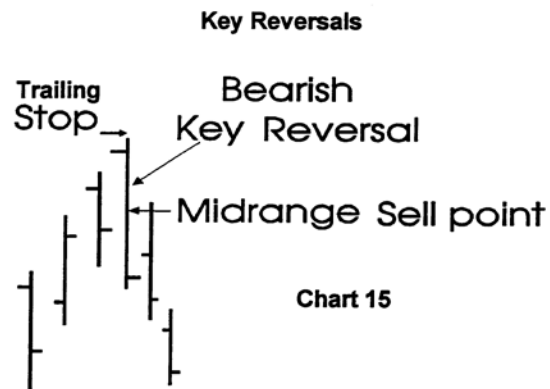 Key Reversals
Trailing
Stop
Bearish
Key Reversal
Midrange Sell point
Chart 15